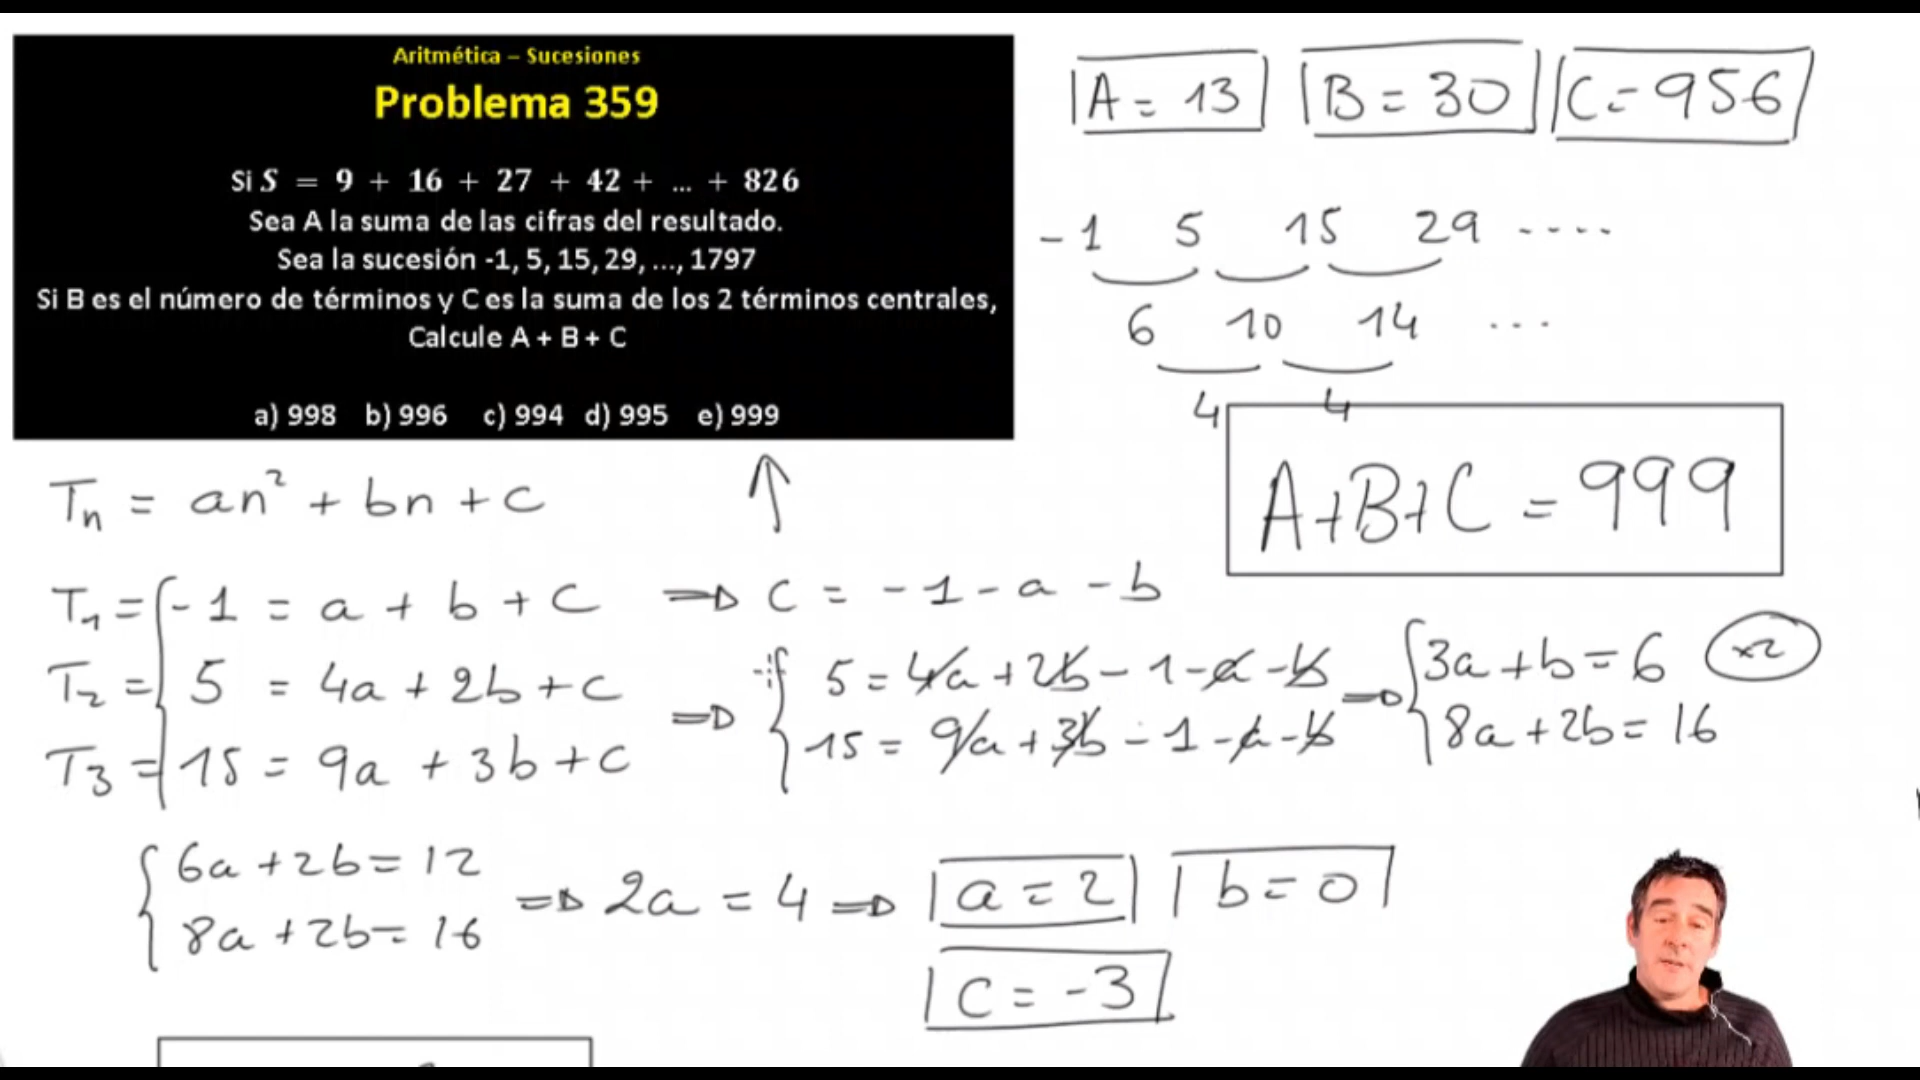 Aritmética – Sucesiones
Problema 359
Si S = 9 + 16 + 27 + 42 + ... + 826
Sea A la suma de las cifras del resultado.
Sea la sucesión -1, 5, 15, 29, ..., 1797
Si B es el número de términos y C es la suma de los 2 términos centrales,
Calcule A + B + C
a) 998 b) 996 c) 994 d) 995 e) 999
A = 13 B = 30 C = 956
-1 5 15 29 ....
6 10 14 ...
4 4
A+B+C = 999
Tn = an² + bn + c
T1 = -1 = a + b + c ⇒ c = -1 - a - b
T2 = 5 = 4a + 2b + c
T3 = 15 = 9a + 3b + c
⇒ 5 = 4a + 2b - 1 - a - b
15 = 9a + 3b - 1 - a - b
⇒ 3a + b = 6 x2
8a + 2b = 16
6a + 2b = 12
8a + 2b = 16
⇒ 2a = 4 ⇒ a = 2 b = 0
c = -3